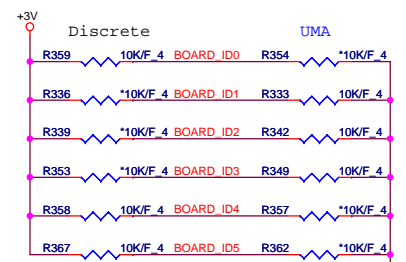 +3V
Discrete UMA
R359 10K/F_4 BOARD_ID0 R354 *10K/F_4
R336 *10K/F_4 BOARD_ID1 R333 10K/F_4
R339 *10K/F_4 BOARD_ID2 R342 10K/F_4
R353 *10K/F_4 BOARD_ID3 R349 10K/F_4
R358 10K/F_4 BOARD_ID4 R357 *10K/F_4
R367 10K/F_4 BOARD_ID5 R362 *10K/F_4